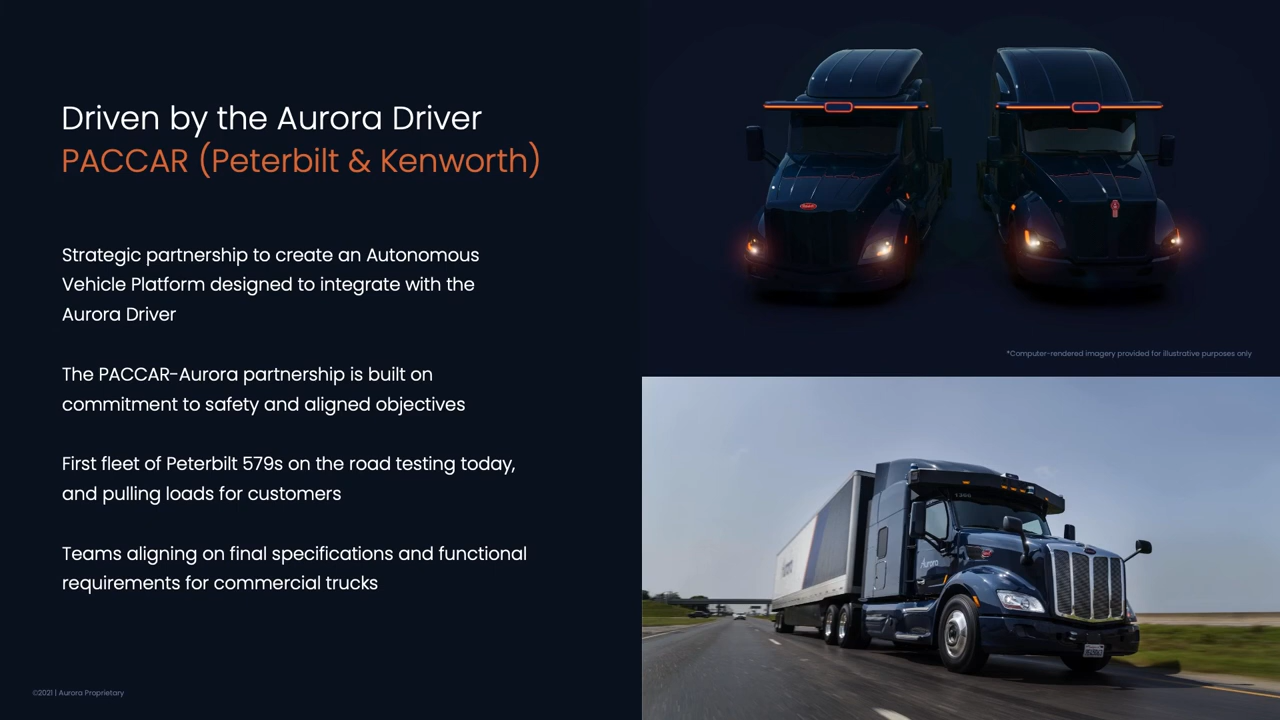 Driven by the Aurora Driver
PACCAR (Peterbilt & Kenworth)
Strategic partnership to create an Autonomous
Vehicle Platform designed to integrate with the
Aurora Driver
The PACCAR-Aurora partnership is built on
commitment to safety and aligned objectives
First fleet of Peterbilt 579s on the road testing today,
and pulling loads for customers
Teams aligning on final specifications and functional
requirements for commercial trucks
©2021 | Aurora Proprietary
*Computer-rendered imagery provided for illustrative purposes only
Aurora